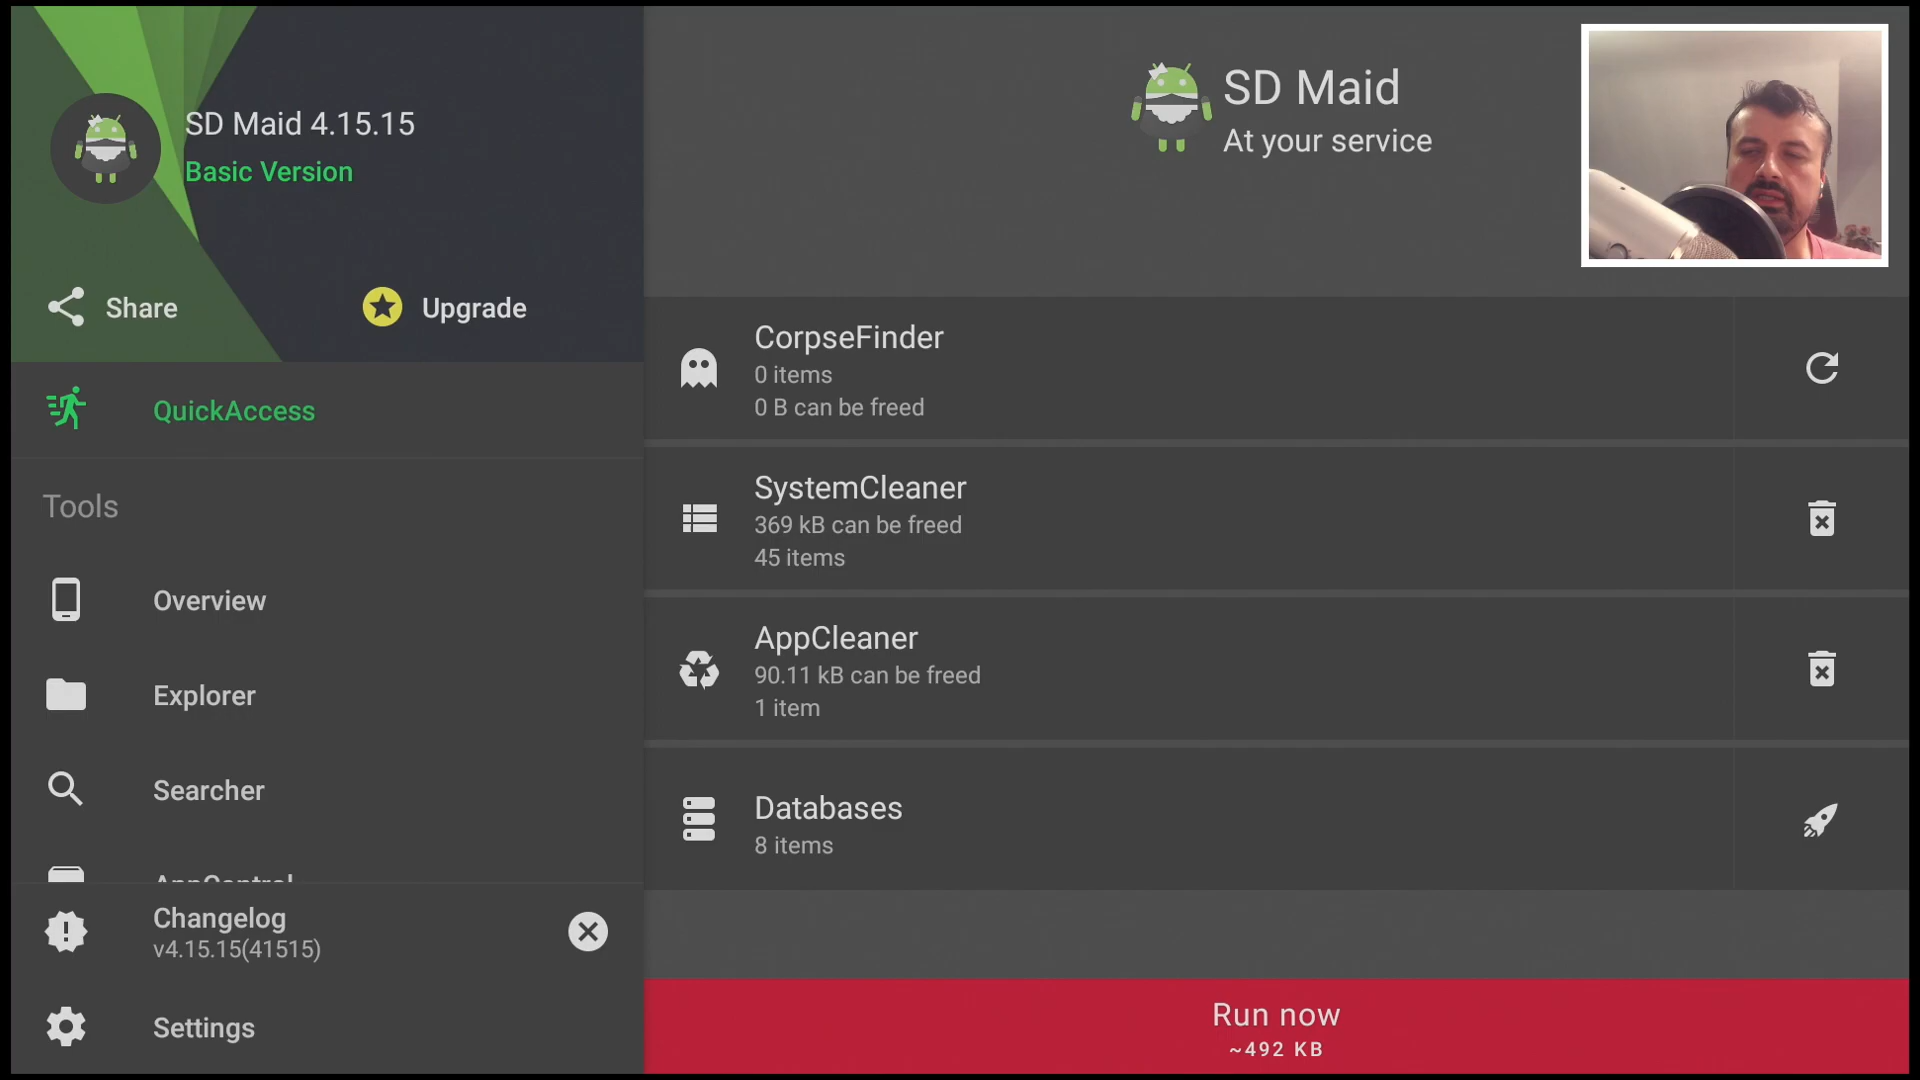 SD Maid 4.15.15
Basic Version
Share
Upgrade
QuickAccess
Tools
Overview
Explorer
Searcher
AppControl
Changelog
v4.15.15(41515)
Settings
SD Maid
At your service
CorpseFinder
0 items
0 B can be freed
SystemCleaner
369 kB can be freed
45 items
AppCleaner
90.11 kB can be freed
1 item
Databases
8 items
Run now
~492 KB